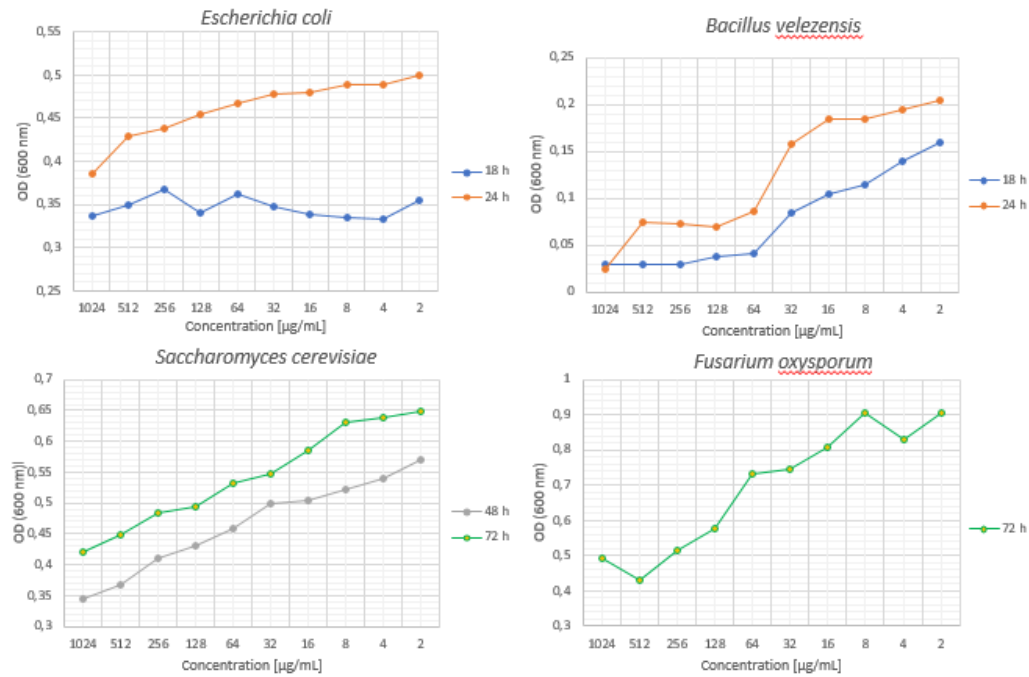 Escherichia coli
0,55
0,5
0,45
0,4
0,35
0,3
0,25
OD (600 nm)
18 h
24 h
1024 512 256 128 64 32 16 8 4 2
Concentration [µg/mL]
Bacillus velezensis
0,25
0,2
0,15
0,1
0,05
0
OD (600 nm)
18 h
24 h
1024 512 256 128 64 32 16 8 4 2
Concentration [µg/mL]
Saccharomyces cerevisiae
0,7
0,65
0,6
0,55
0,5
0,45
0,4
0,35
0,3
OD (600 nm)l
48 h
72 h
1024 512 256 128 64 32 16 8 4 2
Concentration [µg/mL]
Fusarium oxysporum
1
0,9
0,8
0,7
0,6
0,5
0,4
0,3
OD (600 nm)
72 h
1024 512 256 128 64 32 16 8 4 2
Concentration [µg/mL]